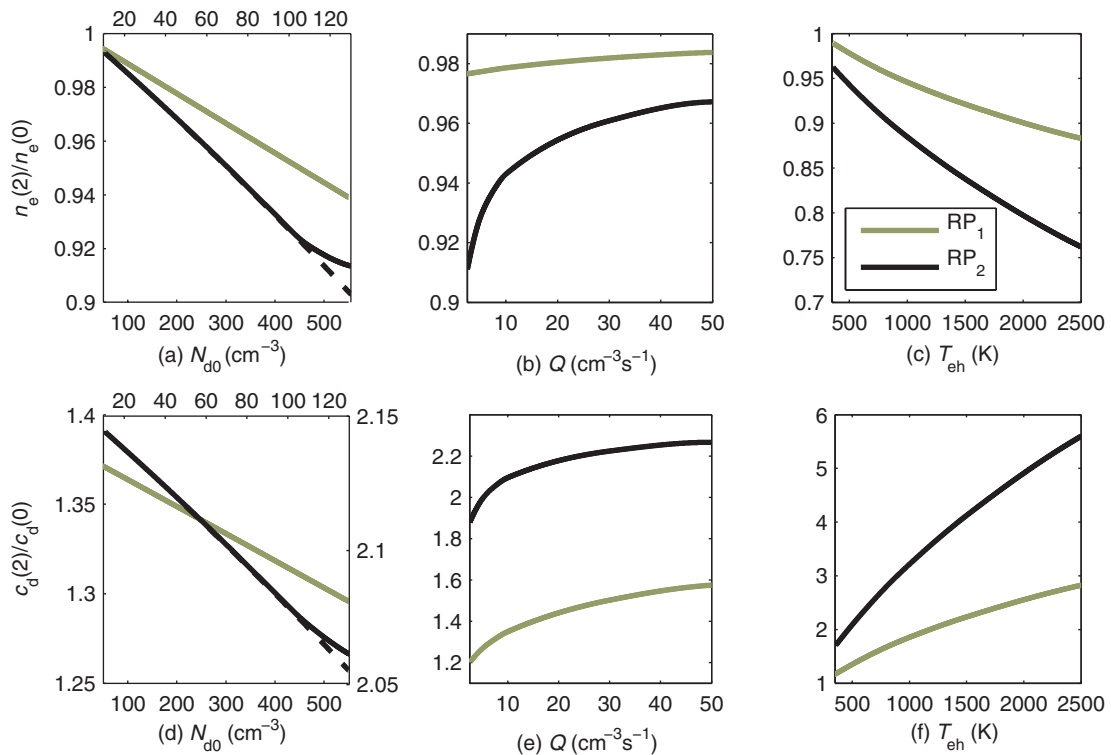 20 40 60 80 100 120
1
0.98
0.96
0.94
0.92
0.9
n_e(2)/n_e(0)
100 200 300 400 500
(a) N_d0 (cm⁻³)
0.98
0.96
0.94
0.92
0.9
10 20 30 40 50
(b) Q (cm⁻³s⁻¹)
1
0.95
0.9
0.85
0.8
0.75
0.7
RP₁
RP₂
500 1000 1500 2000 2500
(c) T_eh (K)
20 40 60 80 100 120
1.4
1.35
1.3
1.25
c_d(2)/c_d(0)
2.15
2.1
2.05
100 200 300 400 500
(d) N_d0 (cm⁻³)
2.2
2
1.8
1.6
1.4
1.2
10 20 30 40 50
(e) Q (cm⁻³s⁻¹)
6
5
4
3
2
1
500 1000 1500 2000 2500
(f) T_eh (K)